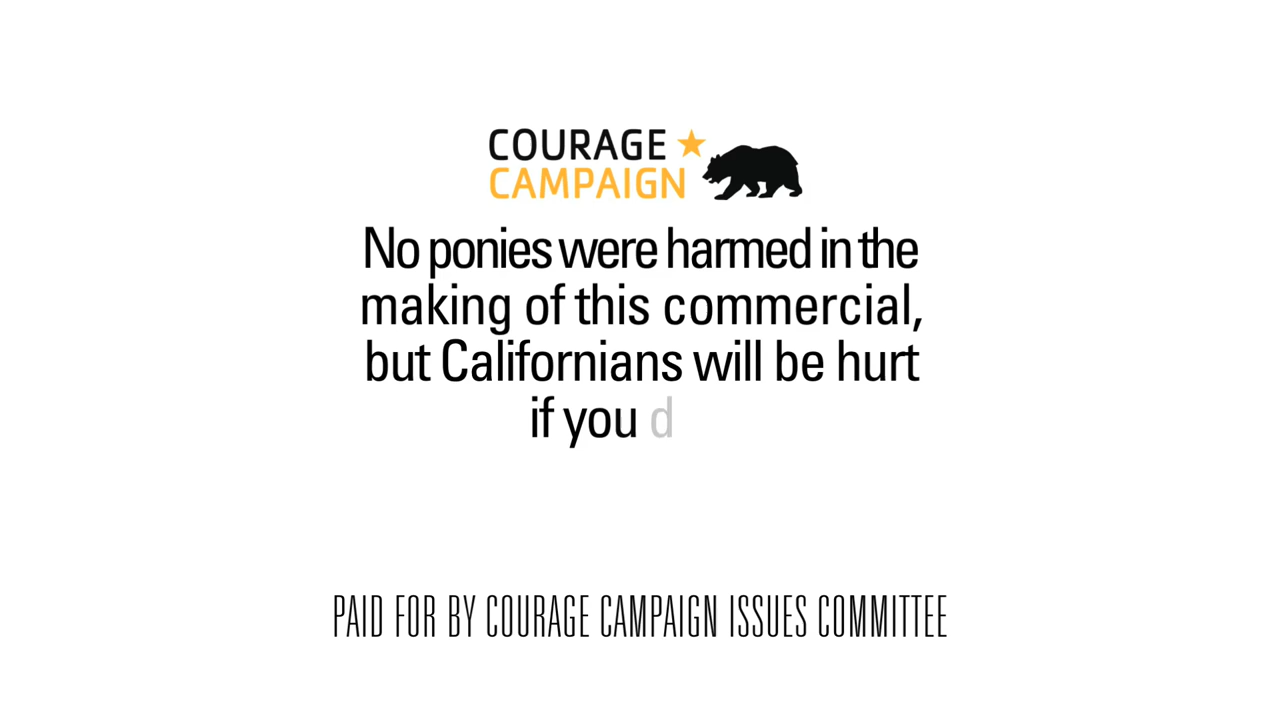 COURAGE
CAMPAIGN
No ponies were harmed in the
making of this commercial,
but Californians will be hurt
if you d
PAID FOR BY COURAGE CAMPAIGN ISSUES COMMITTEE